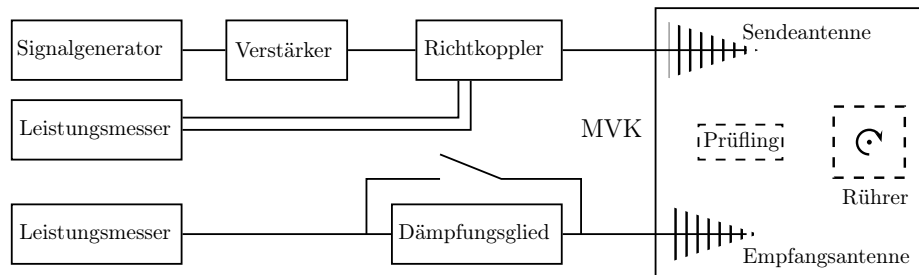 Signalgenerator
Verstärker
Richtkoppler
Sendeantenne
Leistungsmesser
MVK
Prüfling
Rührer
Leistungsmesser
Dämpfungsglied
Empfangsantenne